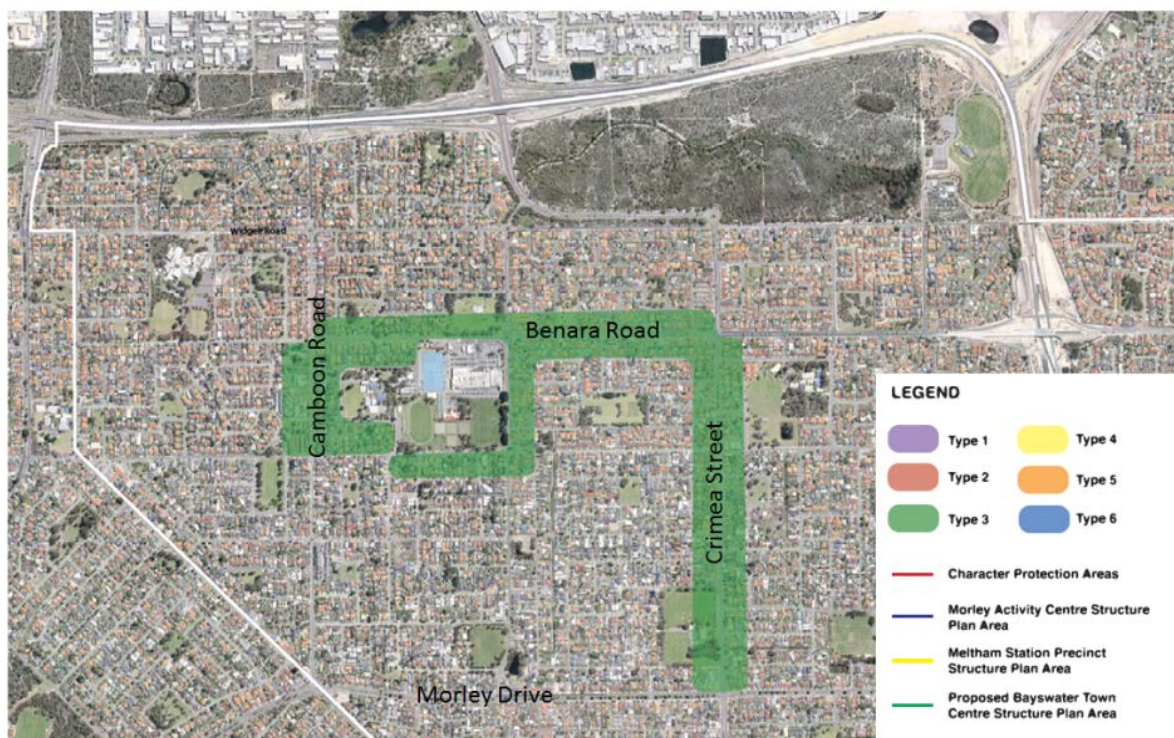 Widgee Road
Camboon Road
Benara Road
Crimea Street
Morley Drive
LEGEND
Type 1
Type 4
Type 2
Type 5
Type 3
Type 6
Character Protection Areas
Morley Activity Centre Structure
Plan Area
Meltham Station Precinct
Structure Plan Area
Proposed Bayswater Town
Centre Structure Plan Area